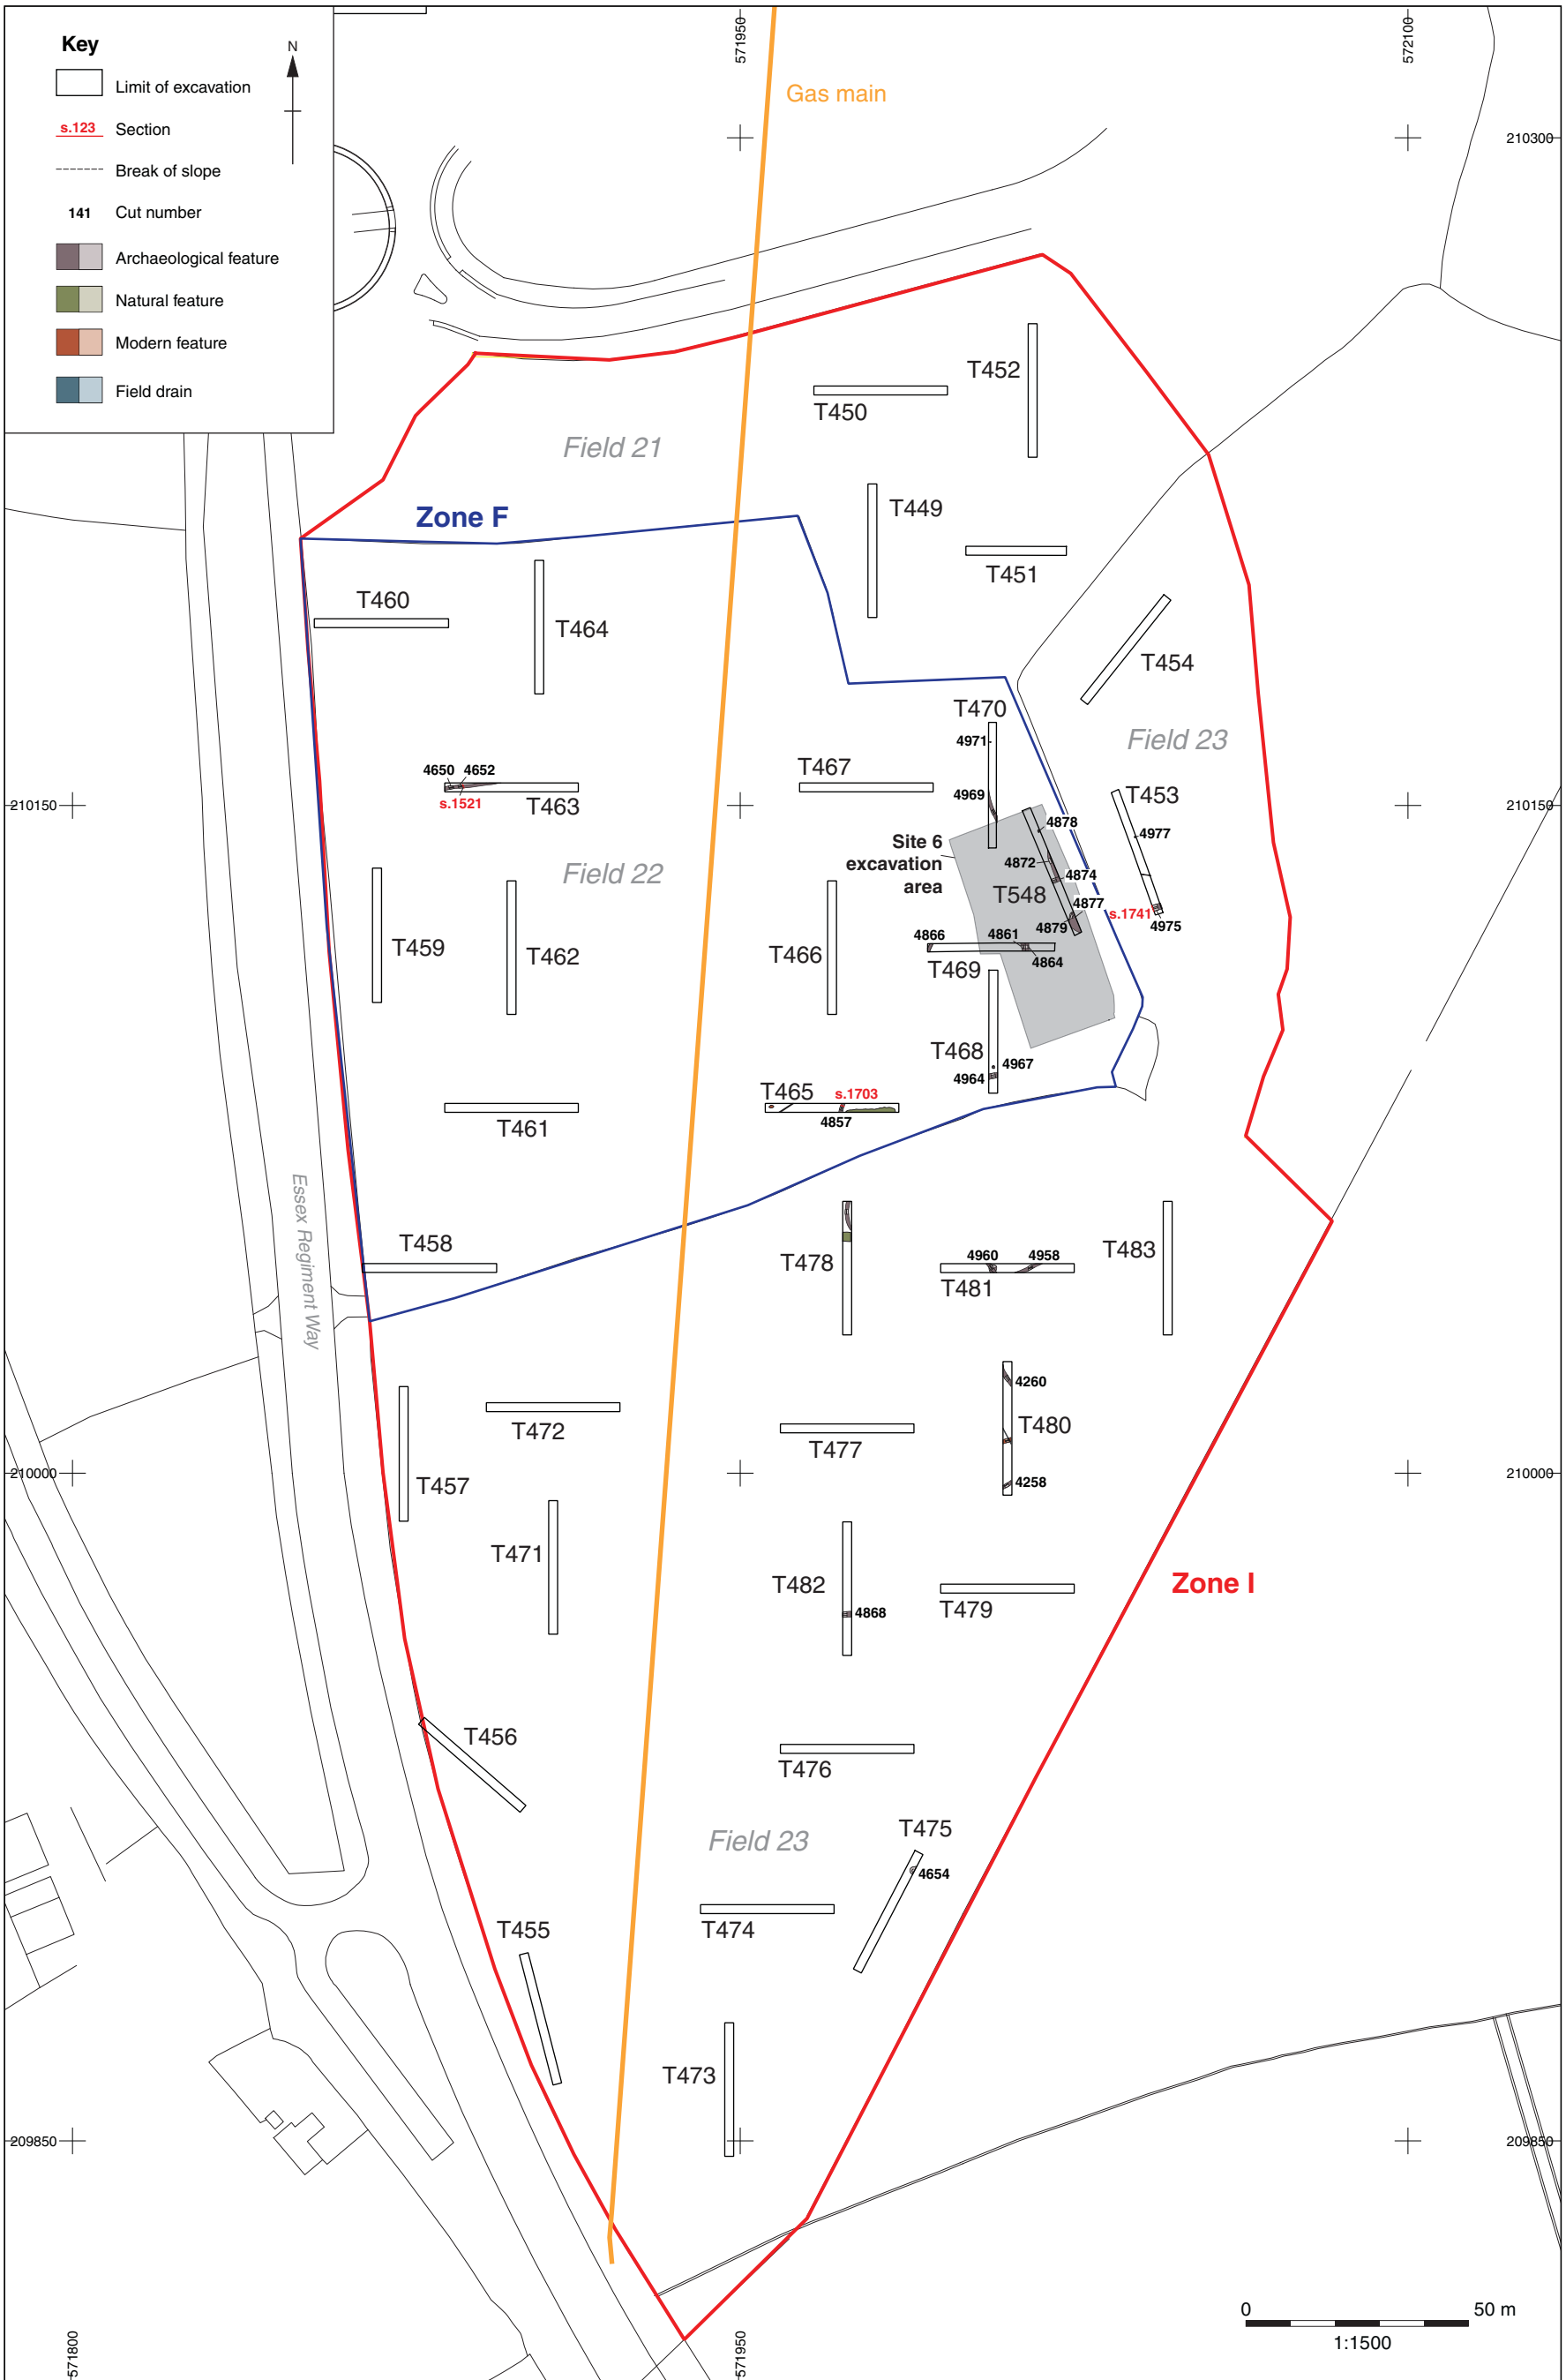 Key
N
Limit of excavation
s.123 Section
Break of slope
141 Cut number
Archaeological feature
Natural feature
Modern feature
Field drain
571950
572100
Gas main
210300
T452
T450
Field 21
T449
Zone F
T451
T460
T464
T454
T470
4971
Field 23
4650 4652
s.1521
T463
T467
4969
T453
210150
210150
4878
4977
Site 6
excavation
area
4872
4874
Field 22
T548
4877
s.1741
4879
4975
T459
T462
T466
4866
4861
4864
T469
T468
4967
4964
T465
s.1703
4857
T461
Essex Regiment Way
T458
T478
4960
4958
T481
T483
4260
T480
4258
T472
T477
210000
210000
T457
T471
T482
4868
T479
Zone I
T456
T476
Field 23
T475
4654
T474
T455
T473
209850
209850
0
50 m
1:1500
571800
571950